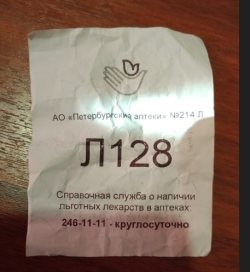 АО «Петербургские аптеки» №214 Л
Л128
Справочная служба о наличии
льготных лекарств в аптеках:
246-11-11 - круглосуточно